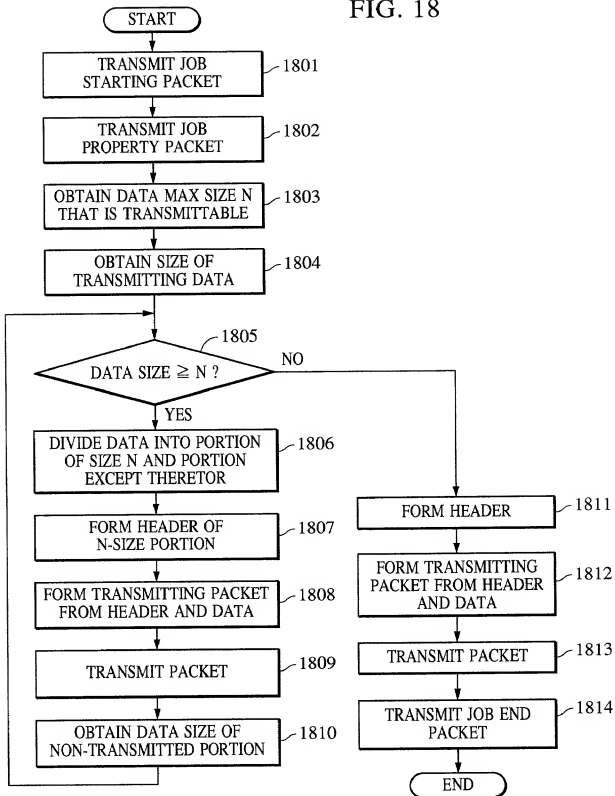 FIG. 18
START
TRANSMIT JOB
STARTING PACKET
1801
TRANSMIT JOB
PROPERTY PACKET
1802
OBTAIN DATA MAX SIZE N
THAT IS TRANSMITTABLE
1803
OBTAIN SIZE OF
TRANSMITTING DATA
1804
1805
DATA SIZE ≧ N ?
NO
YES
DIVIDE DATA INTO PORTION
OF SIZE N AND PORTION
EXCEPT THERETOR
1806
FORM HEADER OF
N-SIZE PORTION
1807
FORM TRANSMITTING PACKET
FROM HEADER AND DATA
1808
TRANSMIT PACKET
1809
OBTAIN DATA SIZE OF
NON-TRANSMITTED PORTION
1810
FORM HEADER
1811
FORM TRANSMITTING
PACKET FROM HEADER
AND DATA
1812
TRANSMIT PACKET
1813
TRANSMIT JOB END
PACKET
1814
END